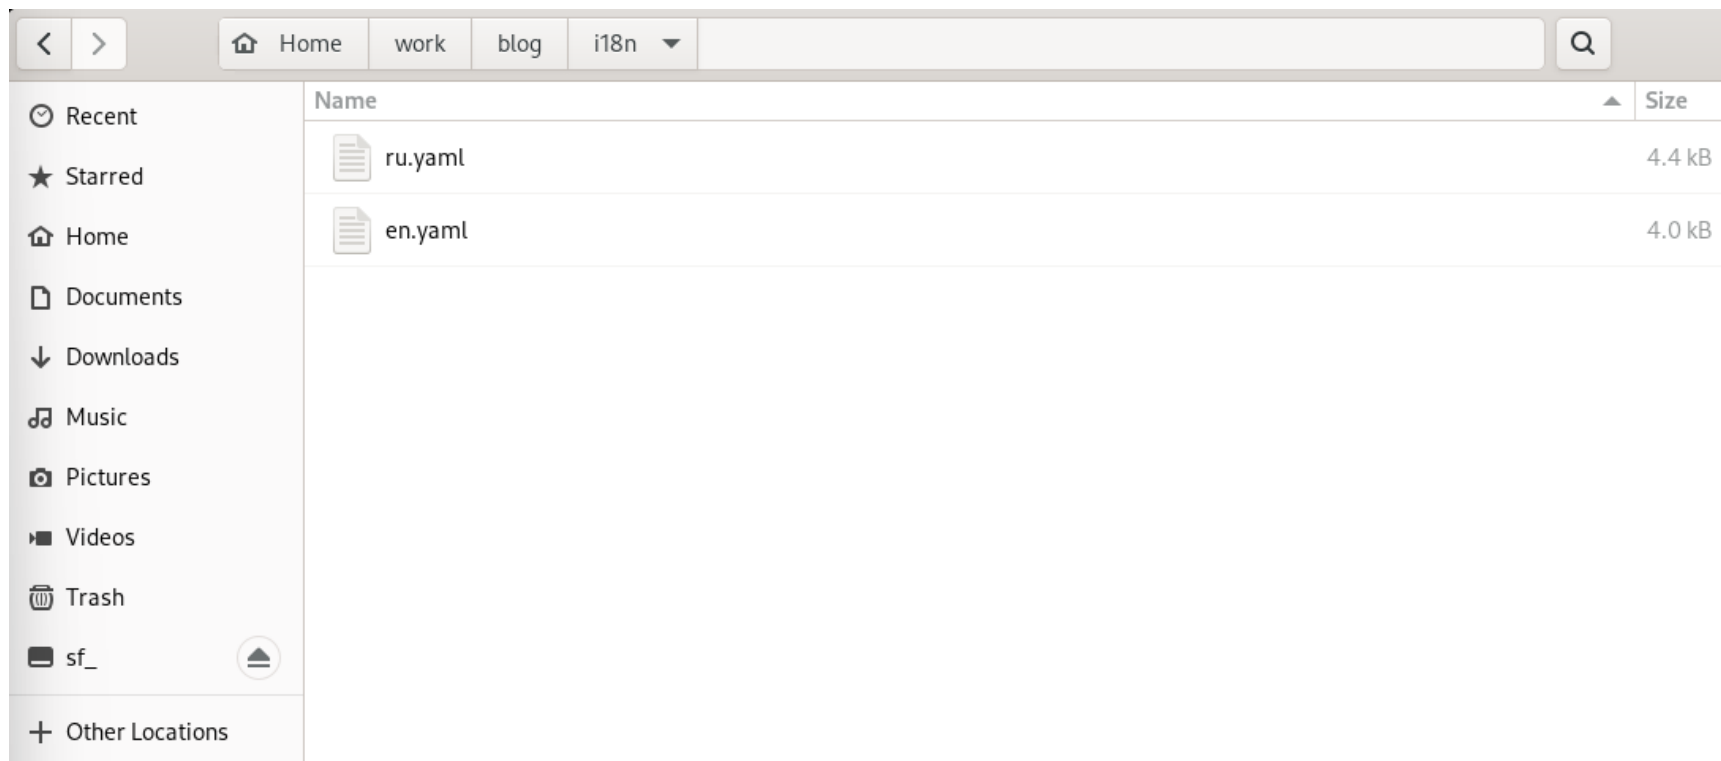 Home work blog i18n
Name Size
Recent
Starred
Home
Documents
Downloads
Music
Pictures
Videos
Trash
sf_
Other Locations
ru.yaml 4.4 kB
en.yaml 4.0 kB